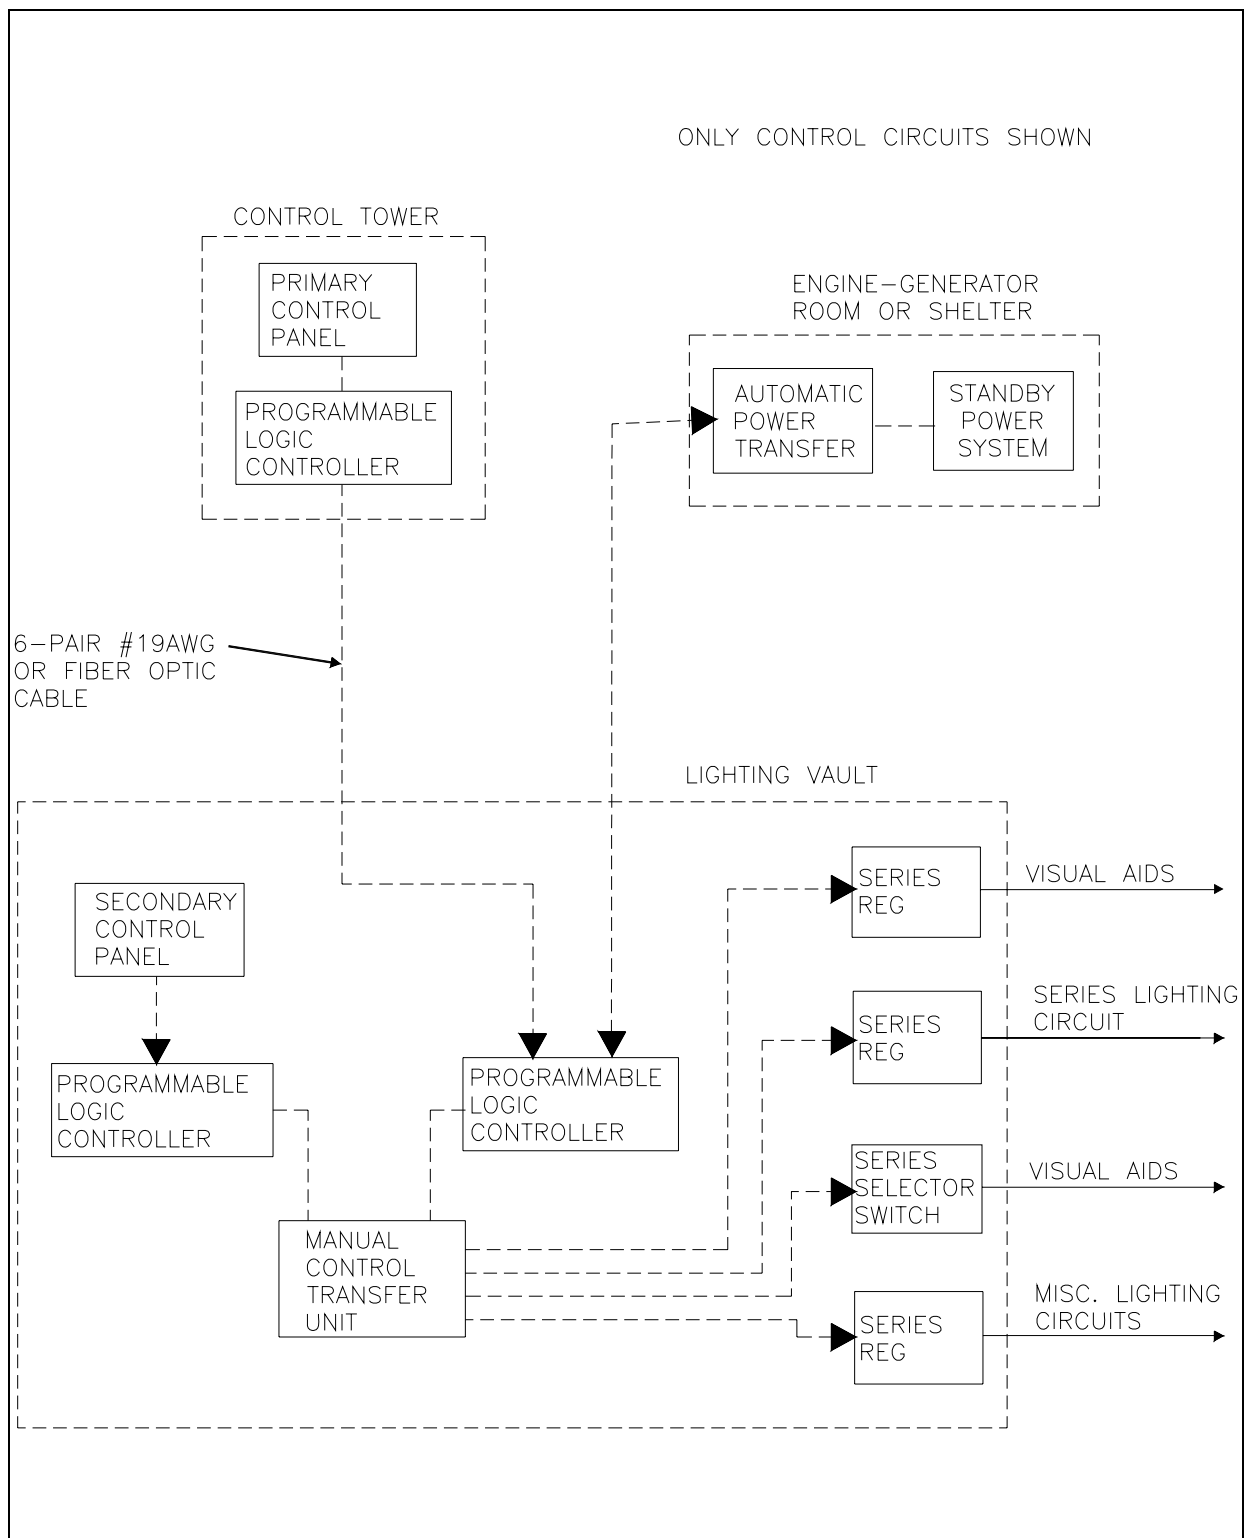 ONLY CONTROL CIRCUITS SHOWN
CONTROL TOWER
PRIMARY
CONTROL
PANEL
PROGRAMMABLE
LOGIC
CONTROLLER
ENGINE-GENERATOR
ROOM OR SHELTER
AUTOMATIC
POWER
TRANSFER
STANDBY
POWER
SYSTEM
6-PAIR #19AWG
OR FIBER OPTIC
CABLE
LIGHTING VAULT
SECONDARY
CONTROL
PANEL
PROGRAMMABLE
LOGIC
CONTROLLER
PROGRAMMABLE
LOGIC
CONTROLLER
MANUAL
CONTROL
TRANSFER
UNIT
SERIES
REG
VISUAL AIDS
SERIES
REG
SERIES LIGHTING
CIRCUIT
SERIES
SELECTOR
SWITCH
VISUAL AIDS
SERIES
REG
MISC. LIGHTING
CIRCUITS